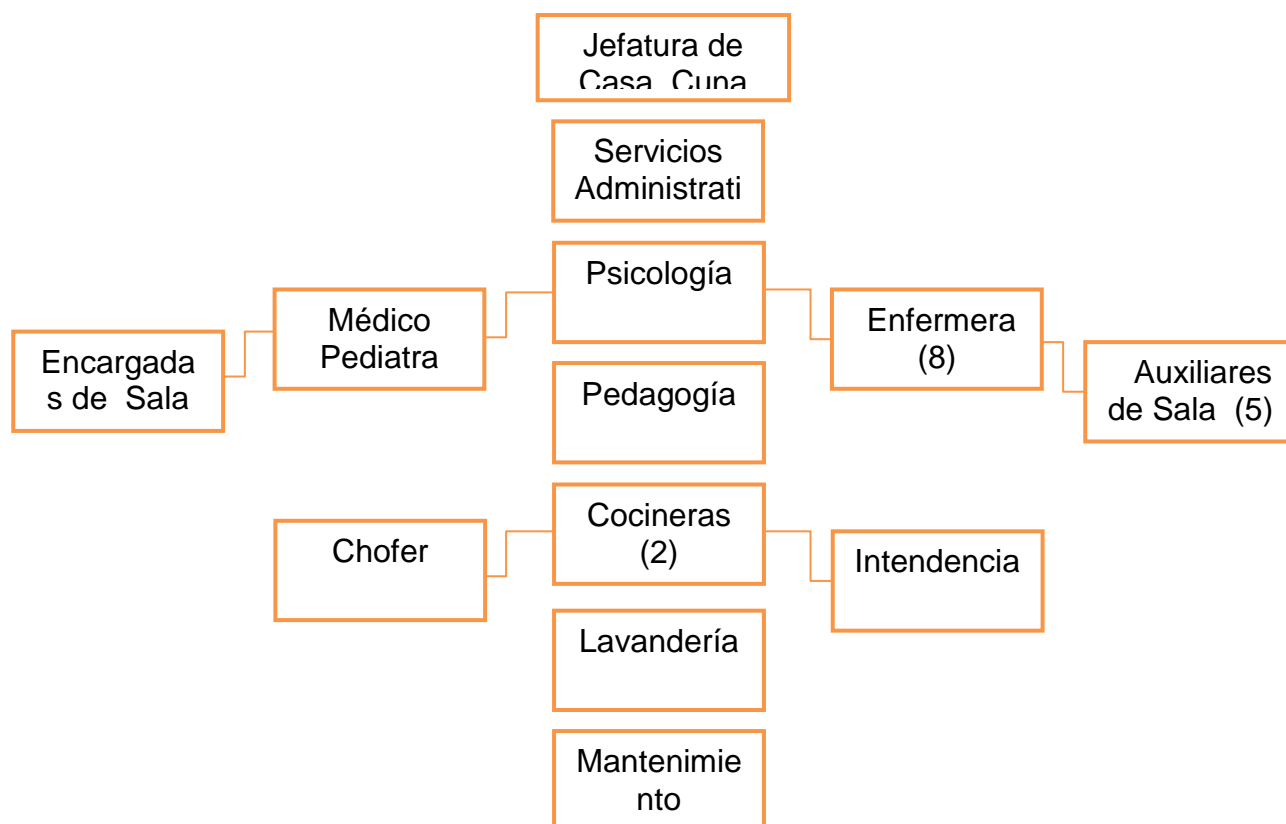 Jefatura de
Casa Cuna
Servicios
Administrati
Psicología
Médico
Pediatra
Enfermera
(8)
Encargada
s de Sala
Auxiliares
de Sala (5)
Pedagogía
Cocineras
(2)
Chofer
Intendencia
Lavandería
Mantenimie
nto